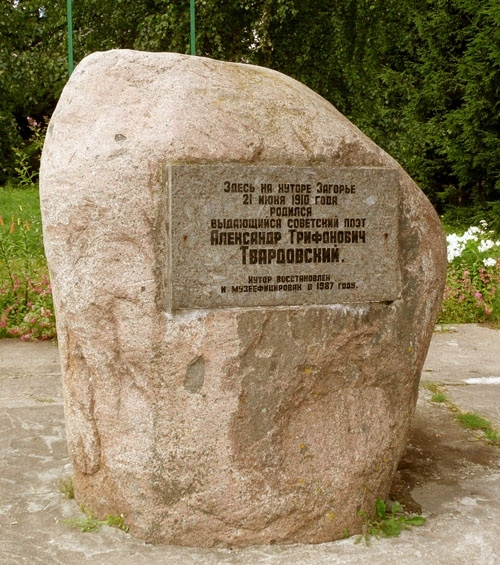 Здесь на хуторе Загорье
21 июня 1910 года
родился
выдающийся советский поэт
Александр Трифонович
Твардовский.
Хутор восстановлен
и музеефицирован в 1987 году.